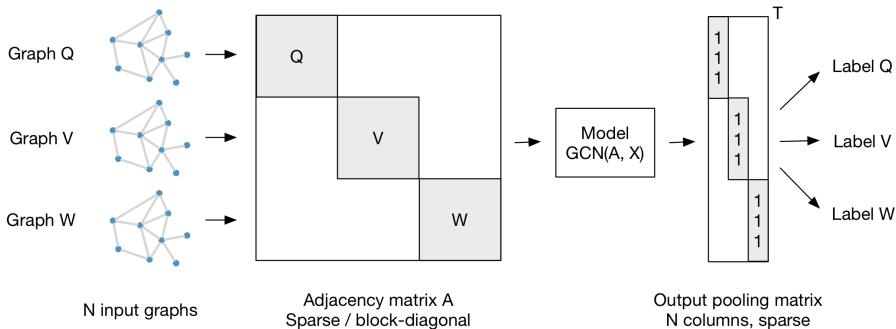 Graph Q
Graph V
Graph W
N input graphs
Q
V
W
Adjacency matrix A
Sparse / block-diagonal
Model
GCN(A, X)
1
1
1
1
1
1
1
1
1
T
Output pooling matrix
N columns, sparse
Label Q
Label V
Label W